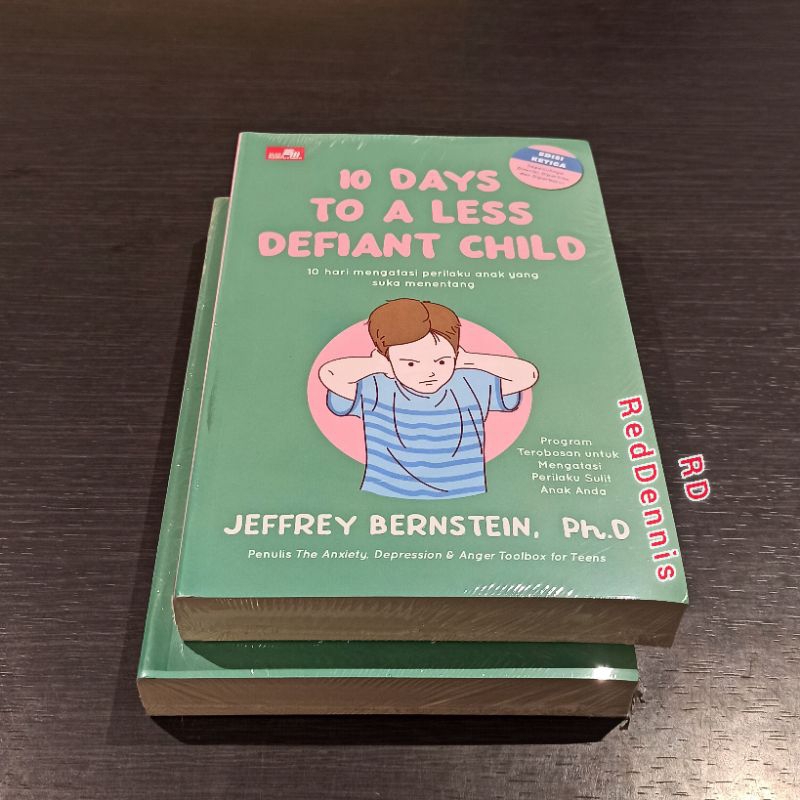 EDISI
KETIGA
10 DAYS
TO A LESS
DEFIANT CHILD
10 hari mengatasi perilaku anak yang
suka menentang
Program
Terobosan untuk
Mengatasi
Perilaku Sulit
Anak Anda
JEFFREY BERNSTEIN, Ph.D
Penulis The Anxiety, Depression & Anger Toolbox for Teens
RD
RedDennis